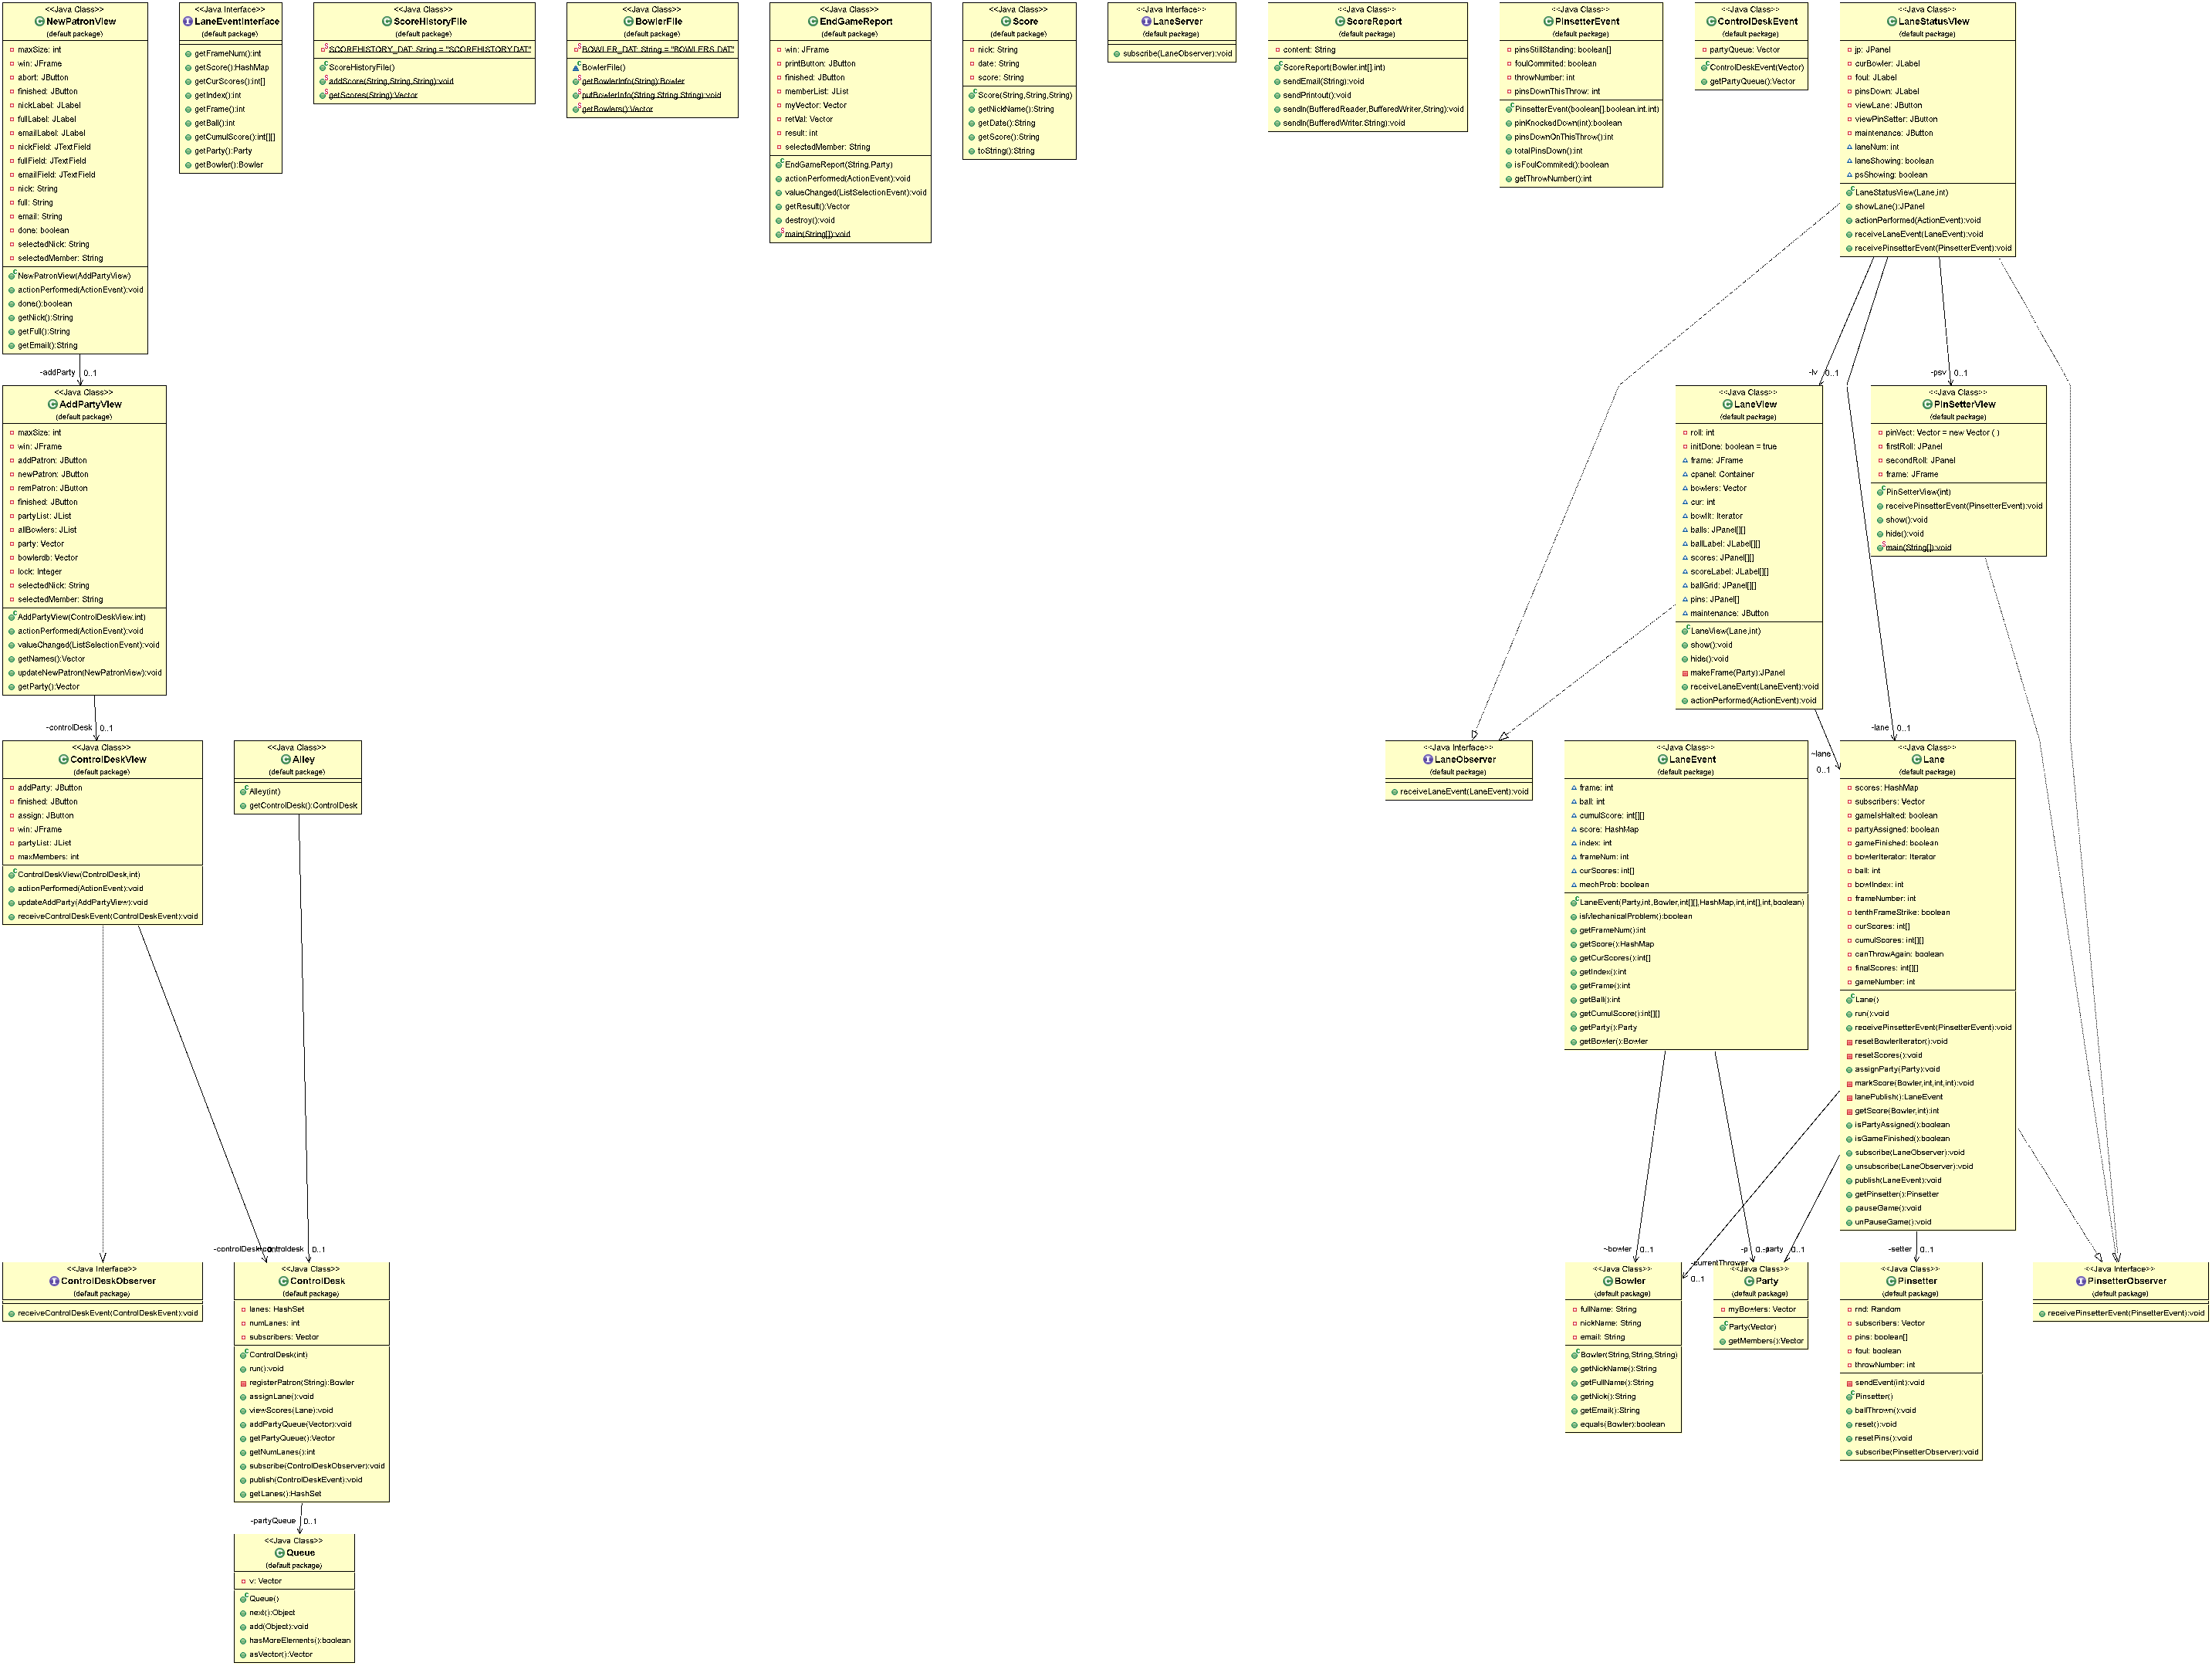 <<Java Class>>
NewPatronView
(default package)
maxSize: int
win: JFrame
abort: JButton
finished: JButton
nickLabel: JLabel
fullLabel: JLabel
emailLabel: JLabel
nickField: JTextField
fullField: JTextField
emailField: JTextField
nick: String
full: String
email: String
done: boolean
selectedNick: String
selectedMember: String
NewPatronView(AddPartyView)
actionPerformed(ActionEvent):void
done():boolean
getNick():String
getFull():String
getEmail():String
<<Java Interface>>
LaneEventInterface
(default package)
getFrameNum():int
getScore():HashMap
getCurScores():int[]
getIndex():int
getFrame():int
getBall():int
getCumulScore():int[][]
getParty():Party
getBowler():Bowler
<<Java Class>>
ScoreHistoryFile
(default package)
SCOREHISTORY_DAT: String = "SCOREHISTORY.DAT"
ScoreHistoryFile()
addScore(String,String,String):void
getScores(String):Vector
<<Java Class>>
BowlerFile
(default package)
BOWLER_DAT: String = "BOWLERS.DAT"
BowlerFile()
getBowlerInfo(String):Bowler
putBowlerInfo(String,String,String):void
getBowlers():Vector
<<Java Class>>
EndGameReport
(default package)
win: JFrame
printButton: JButton
finished: JButton
memberList: JList
myVector: Vector
retVal: Vector
result: int
selectedMember: String
EndGameReport(String,Party)
actionPerformed(ActionEvent):void
valueChanged(ListSelectionEvent):void
getResult():Vector
destroy():void
main(String[]):void
<<Java Class>>
Score
(default package)
nick: String
date: String
score: String
Score(String,String,String)
getNickName():String
getDate():String
getScore():String
toString():String
<<Java Interface>>
LaneServer
(default package)
subscribe(LaneObserver):void
<<Java Class>>
ScoreReport
(default package)
content: String
ScoreReport(Bowler,int[],int)
sendEmail(String):void
sendPrintout():void
sendln(BufferedReader,BufferedWriter,String):void
sendln(BufferedWriter,String):void
<<Java Class>>
PinsetterEvent
(default package)
pinsStillStanding: boolean[]
foulCommited: boolean
throwNumber: int
pinsDownThisThrow: int
PinsetterEvent(boolean[],boolean,int,int)
pinKnockedDown(int):boolean
pinsDownOnThisThrow():int
totalPinsDown():int
isFoulCommited():boolean
getThrowNumber():int
<<Java Class>>
ControlDeskEvent
(default package)
partyQueue: Vector
ControlDeskEvent(Vector)
getPartyQueue():Vector
<<Java Class>>
LaneStatusView
(default package)
jp: JPanel
curBowler: JLabel
foul: JLabel
pinsDown: JLabel
viewLane: JButton
viewPinSetter: JButton
maintenance: JButton
laneNum: int
laneShowing: boolean
psShowing: boolean
LaneStatusView(Lane,int)
showLane():JPanel
actionPerformed(ActionEvent):void
receiveLaneEvent(LaneEvent):void
receivePinsetterEvent(PinsetterEvent):void
-addParty 0..1
-lv 0..1
-psv 0..1
<<Java Class>>
AddPartyView
(default package)
maxSize: int
win: JFrame
addPatron: JButton
newPatron: JButton
remPatron: JButton
finished: JButton
partyList: JList
allBowlers: JList
party: Vector
bowlerdb: Vector
lock: Integer
selectedNick: String
selectedMember: String
AddPartyView(ControlDeskView,int)
actionPerformed(ActionEvent):void
valueChanged(ListSelectionEvent):void
getNames():Vector
updateNewPatron(NewPatronView):void
getParty():Vector
<<Java Class>>
LaneView
(default package)
roll: int
initDone: boolean = true
frame: JFrame
cpanel: Container
bowlers: Vector
cur: int
bowlIt: Iterator
balls: JPanel[][]
ballLabel: JLabel[][]
scores: JPanel[][]
scoreLabel: JLabel[][]
ballGrid: JPanel[][]
pins: JPanel[]
maintenance: JButton
LaneView(Lane,int)
show():void
hide():void
makeFrame(Party):JPanel
receiveLaneEvent(LaneEvent):void
actionPerformed(ActionEvent):void
<<Java Class>>
PinSetterView
(default package)
pinVect: Vector = new Vector ( )
firstRoll: JPanel
secondRoll: JPanel
frame: JFrame
PinSetterView(int)
receivePinsetterEvent(PinsetterEvent):void
show():void
hide():void
main(String[]):void
-controlDesk 0..1
-lane 0..1
~lane
0..1
<<Java Class>>
ControlDeskView
(default package)
addParty: JButton
finished: JButton
assign: JButton
win: JFrame
partyList: JList
maxMembers: int
ControlDeskView(ControlDesk,int)
actionPerformed(ActionEvent):void
updateAddParty(AddPartyView):void
receiveControlDeskEvent(ControlDeskEvent):void
<<Java Class>>
Alley
(default package)
Alley(int)
getControlDesk():ControlDesk
<<Java Interface>>
LaneObserver
(default package)
receiveLaneEvent(LaneEvent):void
<<Java Class>>
LaneEvent
(default package)
frame: int
ball: int
cumulScore: int[][]
score: HashMap
index: int
frameNum: int
curScores: int[]
mechProb: boolean
LaneEvent(Party,int,Bowler,int[][],HashMap,int,int[],int,boolean)
isMechanicalProblem():boolean
getFrameNum():int
getScore():HashMap
getCurScores():int[]
getIndex():int
getFrame():int
getBall():int
getCumulScore():int[][]
getParty():Party
getBowler():Bowler
<<Java Class>>
Lane
(default package)
scores: HashMap
subscribers: Vector
gameIsHalted: boolean
partyAssigned: boolean
gameFinished: boolean
bowlerIterator: Iterator
ball: int
bowlIndex: int
frameNumber: int
tenthFrameStrike: boolean
curScores: int[]
cumulScores: int[][]
canThrowAgain: boolean
finalScores: int[][]
gameNumber: int
Lane()
run():void
receivePinsetterEvent(PinsetterEvent):void
resetBowlerIterator():void
resetScores():void
assignParty(Party):void
markScore(Bowler,int,int,int):void
lanePublish():LaneEvent
getScore(Bowler,int):int
isPartyAssigned():boolean
isGameFinished():boolean
subscribe(LaneObserver):void
unsubscribe(LaneObserver):void
publish(LaneEvent):void
getPinsetter():Pinsetter
pauseGame():void
unPauseGame():void
-controlDesk
controldesk 0..1
~bowler 0..1
-p
-party 0..1
-setter 0..1
-currentThrower
0..1
<<Java Interface>>
ControlDeskObserver
(default package)
receiveControlDeskEvent(ControlDeskEvent):void
<<Java Class>>
ControlDesk
(default package)
lanes: HashSet
numLanes: int
subscribers: Vector
ControlDesk(int)
run():void
registerPatron(String):Bowler
assignLane():void
viewScores(Lane):void
addPartyQueue(Vector):void
getPartyQueue():Vector
getNumLanes():int
subscribe(ControlDeskObserver):void
publish(ControlDeskEvent):void
getLanes():HashSet
<<Java Class>>
Bowler
(default package)
fullName: String
nickName: String
email: String
Bowler(String,String,String)
getNickName():String
getFullName():String
getNick():String
getEmail():String
equals(Bowler):boolean
<<Java Class>>
Party
(default package)
myBowlers: Vector
Party(Vector)
getMembers():Vector
<<Java Class>>
Pinsetter
(default package)
rnd: Random
subscribers: Vector
pins: boolean[]
foul: boolean
throwNumber: int
sendEvent(int):void
Pinsetter()
ballThrown():void
reset():void
resetPins():void
subscribe(PinsetterObserver):void
<<Java Interface>>
PinsetterObserver
(default package)
receivePinsetterEvent(PinsetterEvent):void
-partyQueue 0..1
<<Java Class>>
Queue
(default package)
v: Vector
Queue()
next():Object
add(Object):void
hasMoreElements():boolean
asVector():Vector